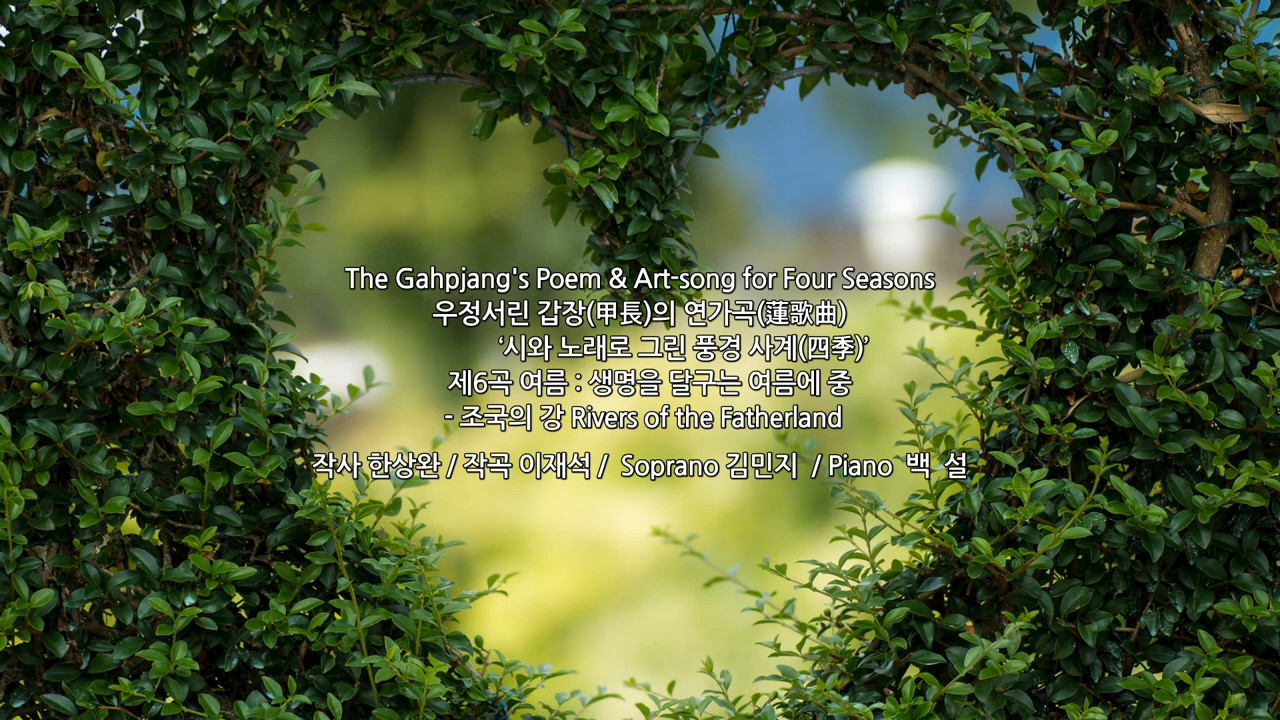 The Gahpjang's Poem & Art-song for Four Seasons
우정서린 갑장(甲長)의 연가곡(蓮歌曲)
‘시와 노래로 그린 풍경 사계(四季)’
제6곡 여름 : 생명을 달구는 여름에 중
- 조국의 강 Rivers of the Fatherland
작사 한상완 / 작곡 이재석 / Soprano 김민지 / Piano 백 설